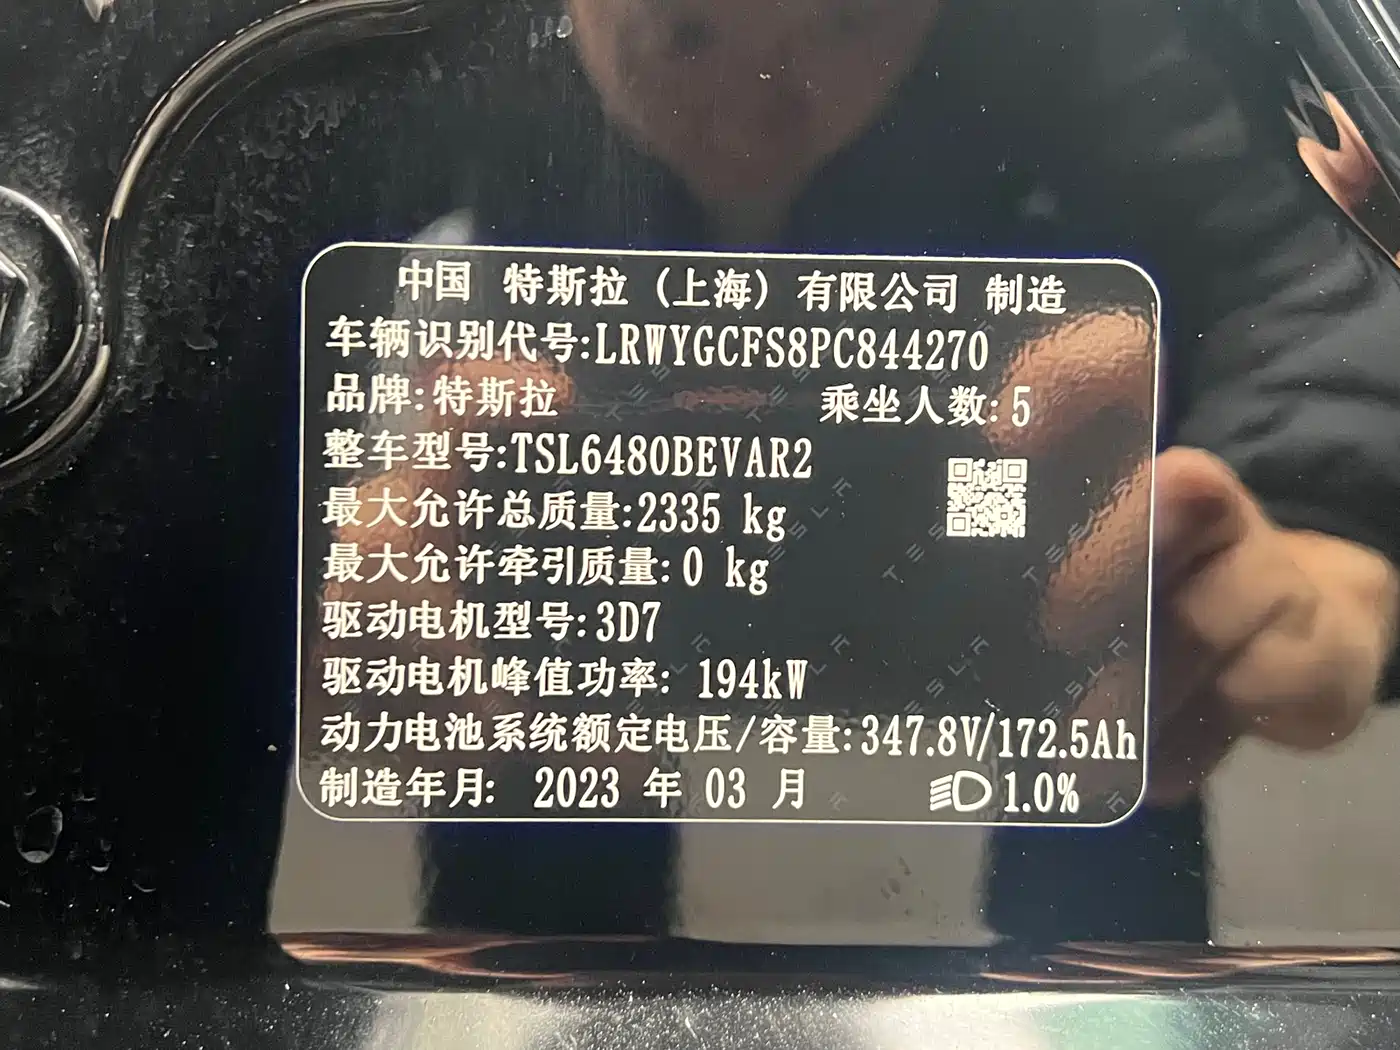 中国 特斯拉（上海）有限公司 制造
车辆识别代号:LRWYGCFS8PC844270
品牌:特斯拉 乘坐人数:5
整车型号:TSL6480BEVAR2
最大允许总质量:2335 kg
最大允许牵引质量:0 kg
驱动电机型号:3D7
驱动电机峰值功率: 194kW
动力电池系统额定电压/容量:347.8V/172.5Ah
制造年月: 2023 年 03 月 1.0%
TESLA
TESLA
TESLA
TESLA